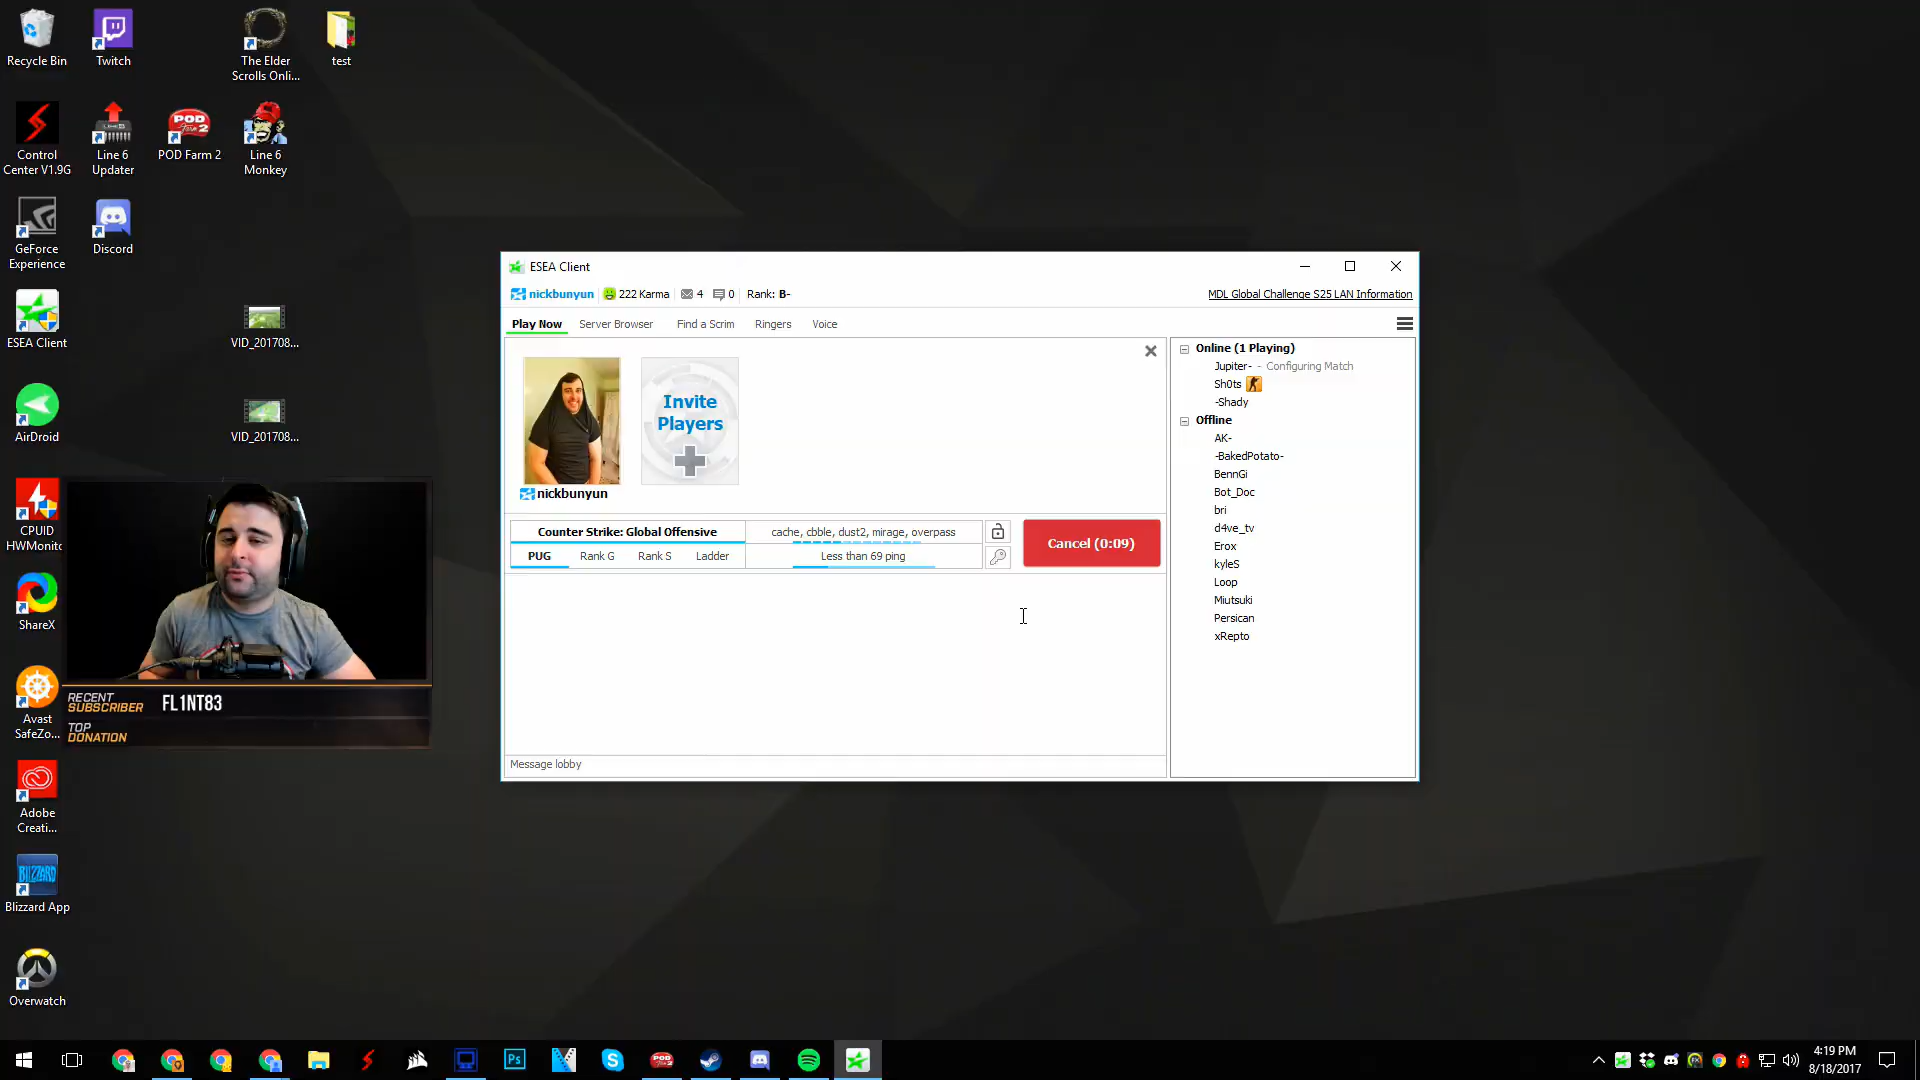 Recycle Bin
Twitch
The Elder
Scrolls Onli...
test
Control
Center V1.9G
Line 6
Updater
POD Farm 2
Line 6
Monkey
GeForce
Experience
Discord
ESEA Client
VID_201708...
AirDroid
VID_201708...
CPUID
HWMonito
ShareX
Avast
SafeZo...
Adobe
Creati...
Blizzard App
Overwatch
RECENT
SUBSCRIBER
FL1NT83
TOP
DONATION
ESEA Client
nickbunyun
222 Karma
4
0
Rank: B-
MDL Global Challenge S25 LAN Information
Play Now
Server Browser
Find a Scrim
Ringers
Voice
Invite
Players
nickbunyun
Counter Strike: Global Offensive
cache, cbble, dust2, mirage, overpass
PUG
Rank G
Rank S
Ladder
Less than 69 ping
Cancel (0:09)
Message lobby
Online (1 Playing)
Jupiter- - Configuring Match
Sh0ts
-Shady
Offline
AK-
-BakedPotato-
BennGi
Bot_Doc
bri
d4ve_tv
Erox
kyleS
Loop
Miutsuki
Persican
xRepto
4:19 PM
8/18/2017